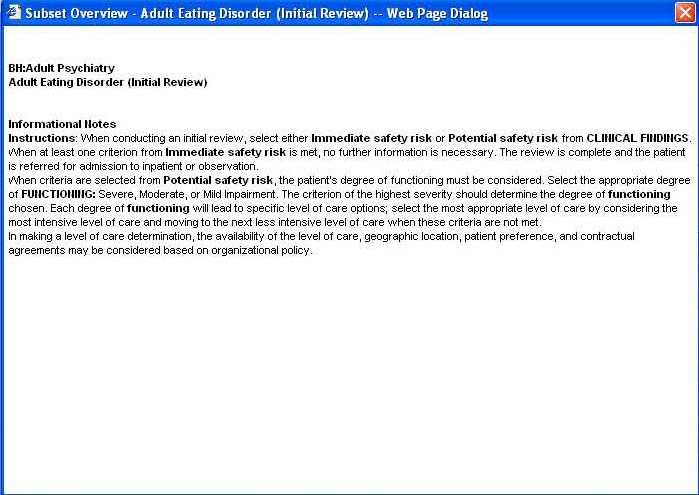 Subset Overview - Adult Eating Disorder (Initial Review) -- Web Page Dialog
BH:Adult Psychiatry
Adult Eating Disorder (Initial Review)
Informational Notes
Instructions: When conducting an initial review, select either Immediate safety risk or Potential safety risk from CLINICAL FINDINGS.
When at least one criterion from Immediate safety risk is met, no further information is necessary. The review is complete and the patient
is referred for admission to inpatient or observation.
When criteria are selected from Potential safety risk, the patient's degree of functioning must be considered. Select the appropriate degree
of FUNCTIONING: Severe, Moderate, or Mild Impairment. The criterion of the highest severity should determine the degree of functioning
chosen. Each degree of functioning will lead to specific level of care options; select the most appropriate level of care by considering the
most intensive level of care and moving to the next less intensive level of care when these criteria are not met.
In making a level of care determination, the availability of the level of care, geographic location, patient preference, and contractual
agreements may be considered based on organizational policy.